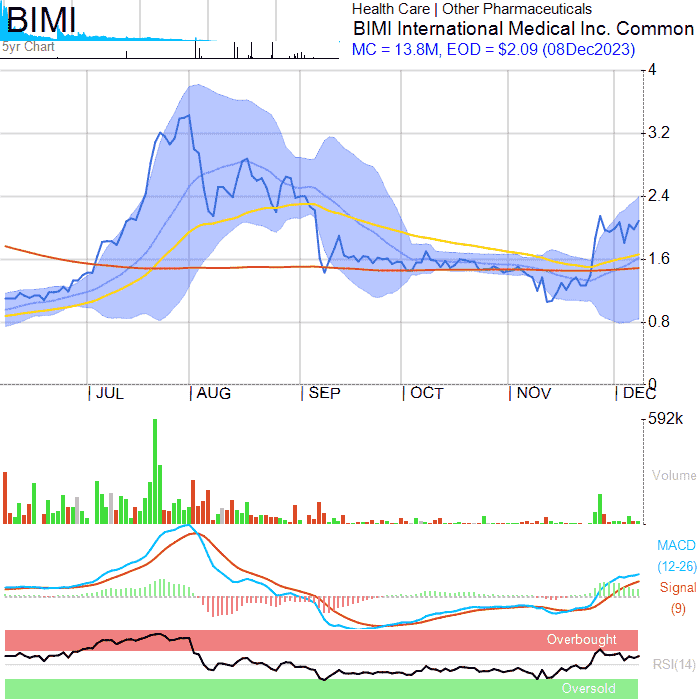 BIMI
5yr Chart
Health Care | Other Pharmaceuticals
BIMI International Medical Inc. Common
MC = 13.8M, EOD = $2.09 (08Dec2023)
4
3.2
2.4
1.6
0.8
0
JUL
AUG
SEP
OCT
NOV
DEC
592k
Volume
MACD
(12-26)
Signal
(9)
Overbought
RSI(14)
Oversold